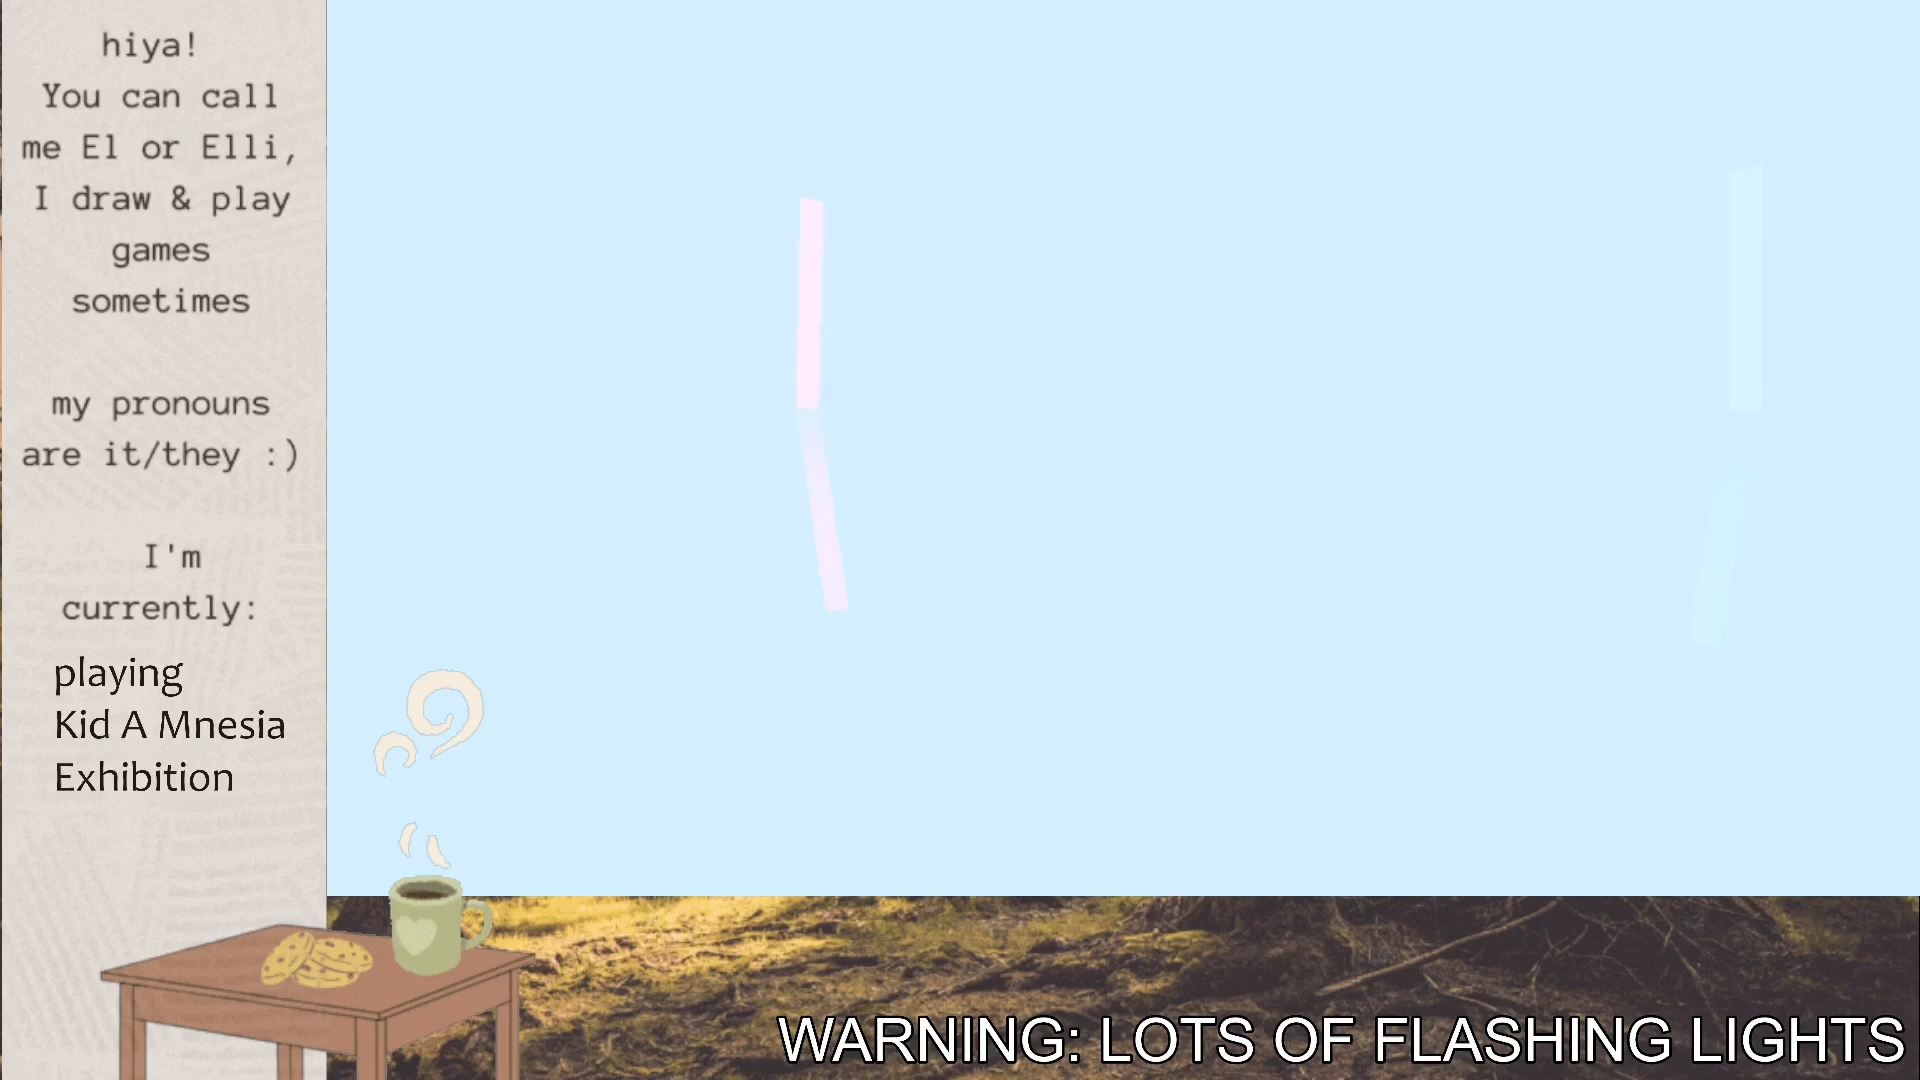 hiya!
You can call
me El or Elli,
I draw & play
games
sometimes
my pronouns
are it/they :)
I'm
currently:
playing
Kid A Mnesia
Exhibition
WARNING: LOTS OF FLASHING LIGHTS